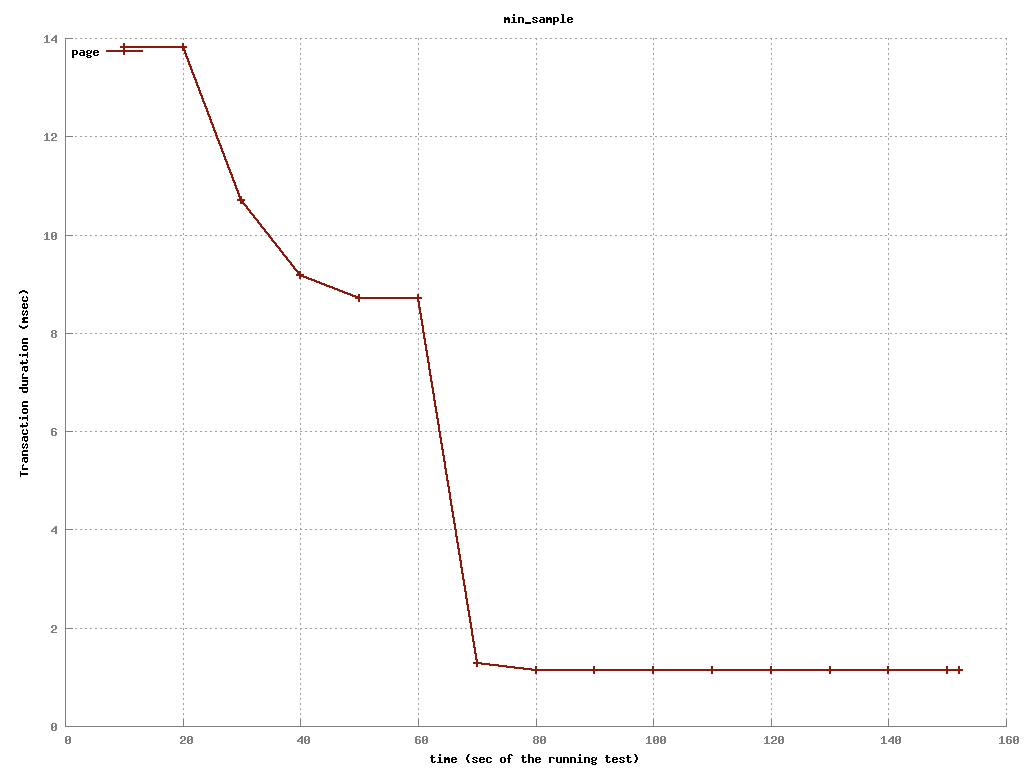 min_sample
page
Transaction duration (msec)
14
12
10
8
6
4
2
0
0 20 40 60 80 100 120 140 160
time (sec of the running test)